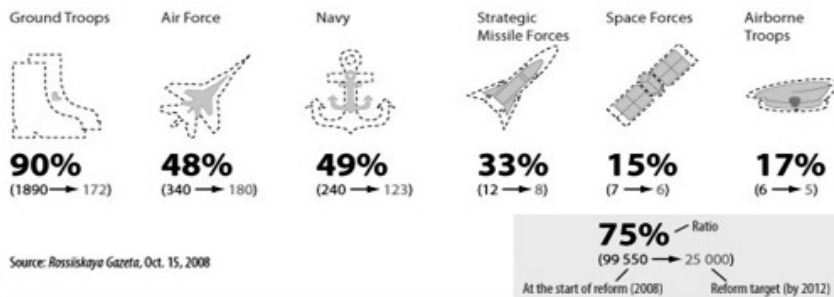 Ground Troops
Air Force
Navy
Strategic
Missile Forces
Space Forces
Airborne
Troops
90%
(1890 → 172)
48%
(340 → 180)
49%
(240 → 123)
33%
(12 → 8)
15%
(7 → 6)
17%
(6 → 5)
75% Ratio
(99 550 → 25 000)
At the start of reform (2008) Reform target (by 2012)
Source: Rossiiskaya Gazeta, Oct. 15, 2008